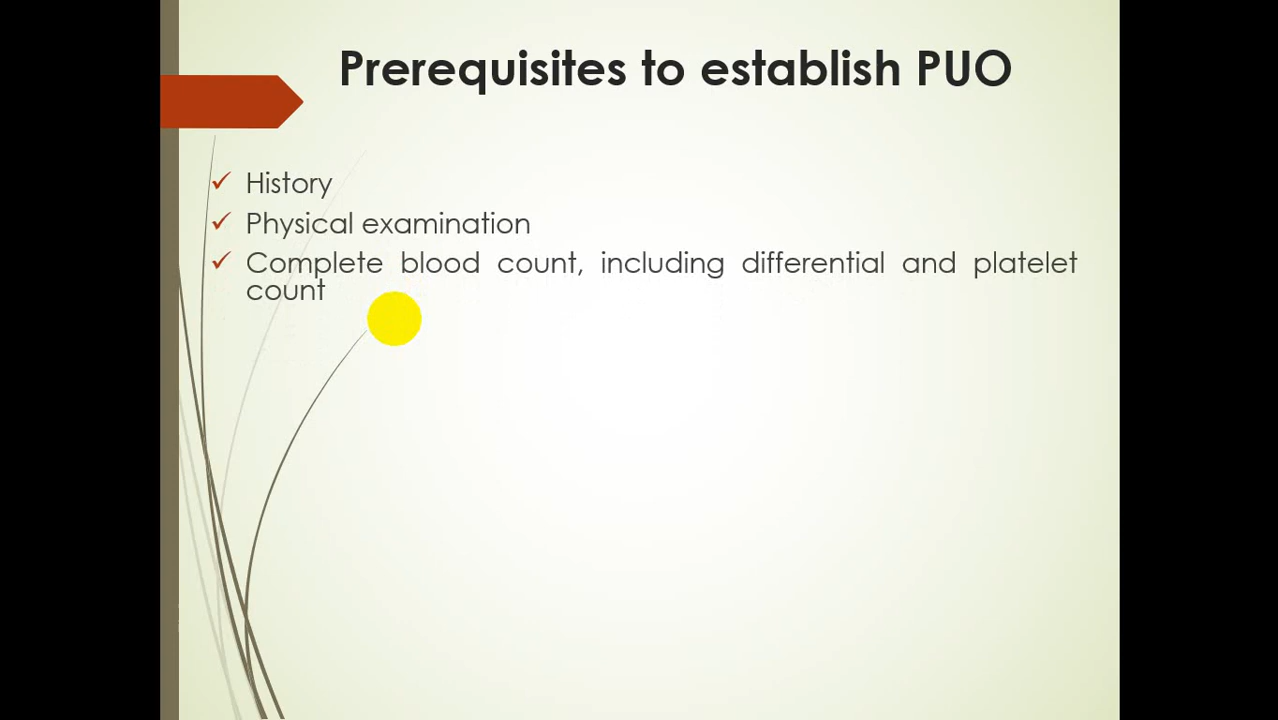 Prerequisites to establish PUO
✓ History
✓ Physical examination
✓ Complete blood count, including differential and platelet
count